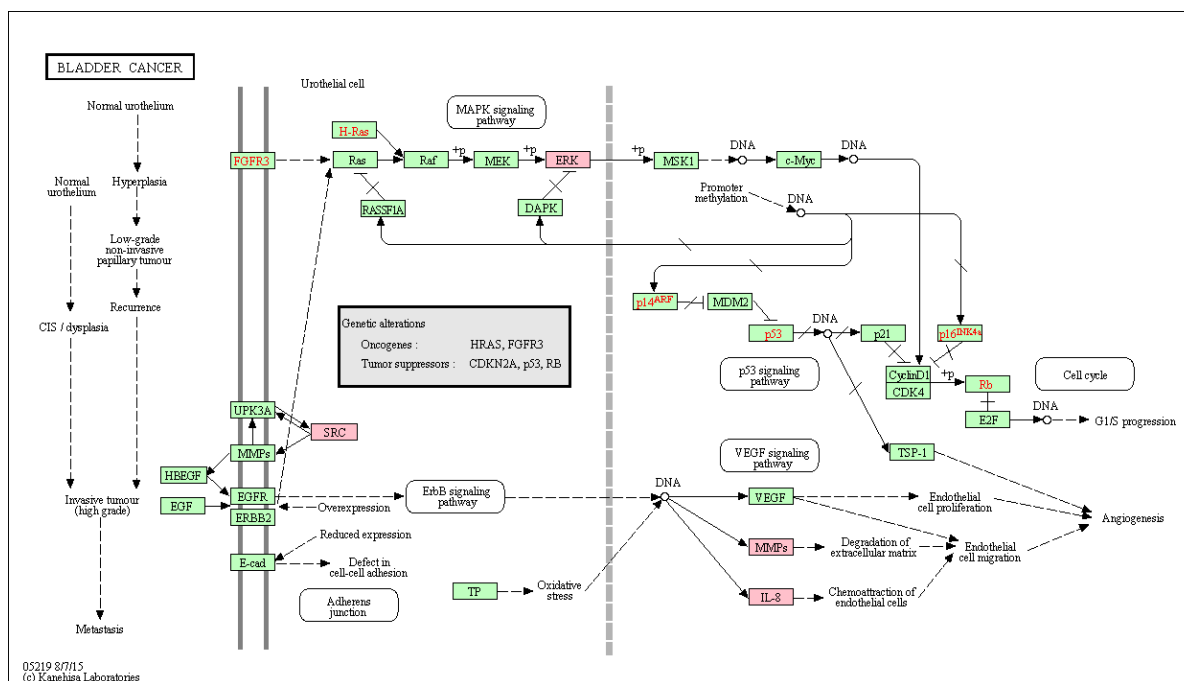 BLADDER CANCER
Normal urothelium
Normal
urothelium
Hyperplasia
Low-grade
non-invasive
papillary tumour
Recurrence
CIS / dysplasia
Invasive tumour
(high grade)
Metastasis
Urothelial cell
MAPK signaling
pathway
H-Ras
FGFR3
Ras
Raf
+p
MEK
+p
ERK
+p
MSK1
DNA
c-Myc
DNA
RASSF1A
DAPK
Promoter
methylation
DNA
p14ARF
MDM2
p53
DNA
p21
p16INK4a
Genetic alterations
Oncogenes : HRAS, FGFR3
Tumor suppressors : CDKN2A, p53, RB
p53 signaling
pathway
CyclinD1
CDK4
+p
Rb
Cell cycle
E2F
DNA
G1/S progression
UPK3A
SRC
MMPs
HBEGF
EGFR
EGF
ERBB2
Overexpression
ErbB signaling
pathway
Reduced expression
E-cad
Defect in
cell-cell adhesion
Adherens
junction
TP
Oxidative
stress
DNA
VEGF signaling
pathway
TSP-1
VEGF
Endothelial
cell proliferation
Angiogenesis
MMPs
Degradation of
extracellular matrix
Endothelial
cell migration
IL-8
Chemoattraction of
endothelial cells
05219 8/7/15
(c) Kanehisa Laboratories